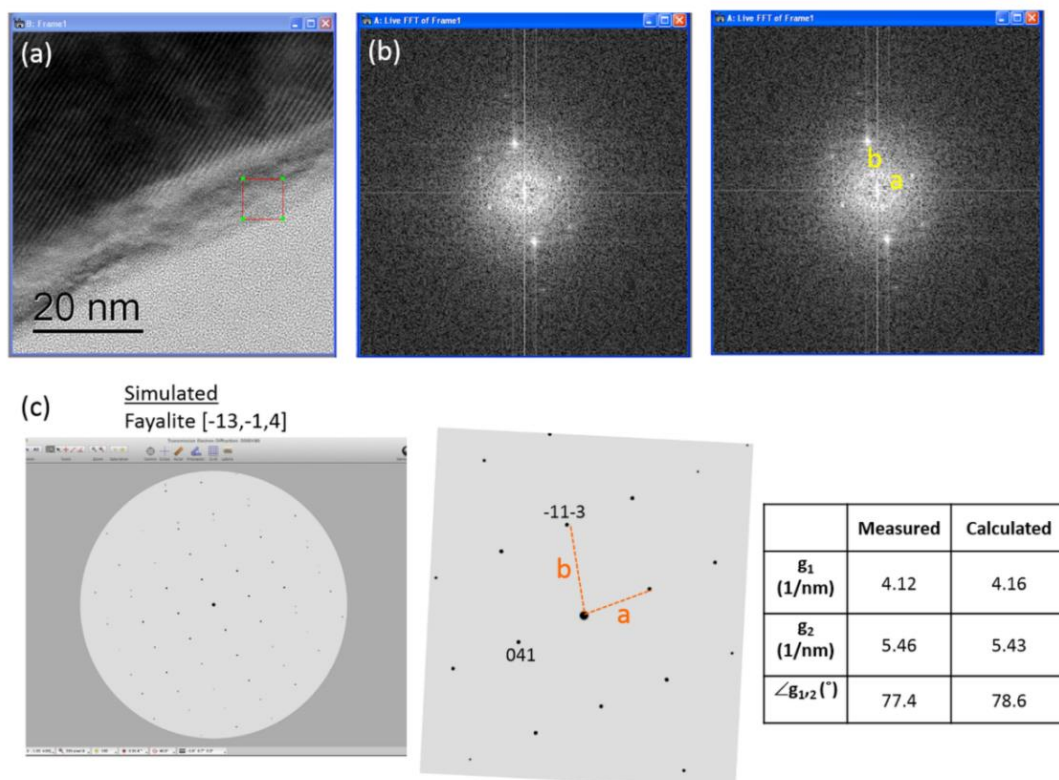 B: Frame1
A: Live FFT of Frame1
A: Live FFT of Frame1
(a)
(b)
b
a
20 nm
(c)
Simulated
Fayalite [-13,-1,4]
-11-3
b
a
041
Measured Calculated
g1 (1/nm) 4.12 4.16
g2 (1/nm) 5.46 5.43
∠g1,2 (°) 77.4 78.6